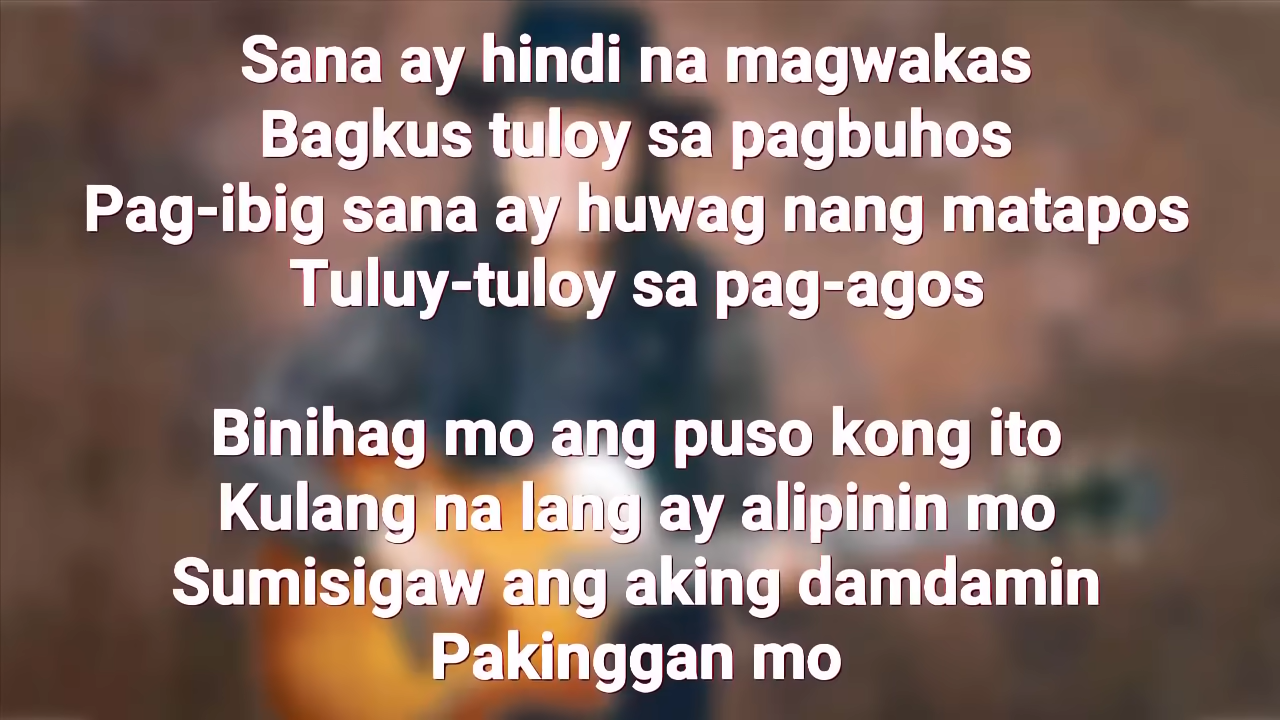 Sana ay hindi na magwakas
Bagkus tuloy sa pagbuhos
Pag-ibig sana ay huwag nang matapos
Tuluy-tuloy sa pag-agos
Binihag mo ang puso kong ito
Kulang na lang ay alipinin mo
Sumisigaw ang aking damdamin
Pakinggan mo